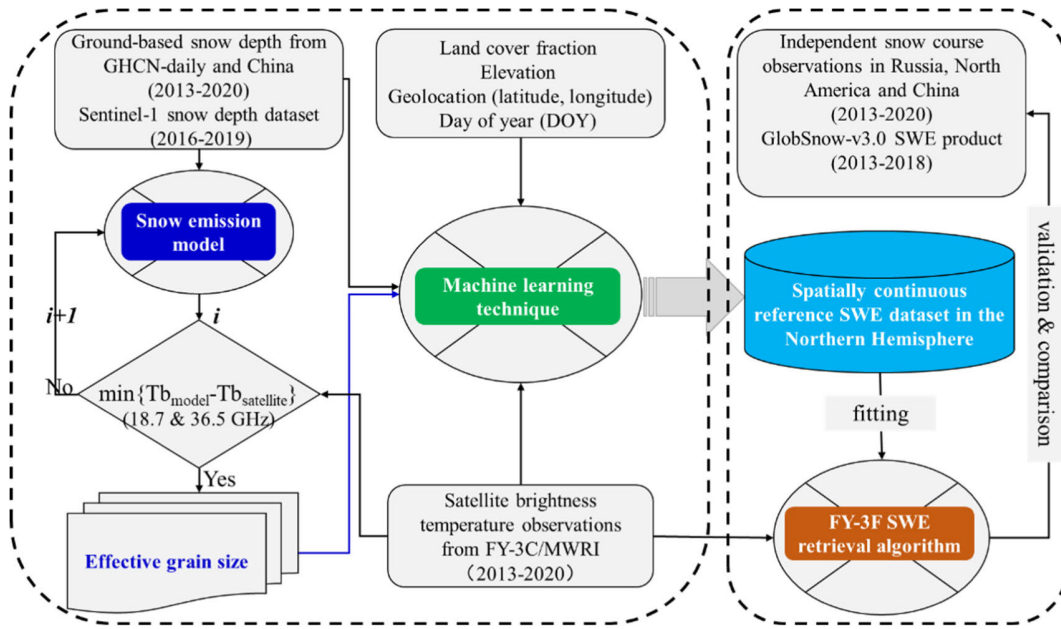 Ground-based snow depth from
GHCN-daily and China
(2013-2020)
Sentinel-1 snow depth dataset
(2016-2019)
Land cover fraction
Elevation
Geolocation (latitude, longitude)
Day of year (DOY)
Independent snow course
observations in Russia, North
America and China
(2013-2020)
GlobSnow-v3.0 SWE product
(2013-2018)
Snow emission
model
i+1
i
No
min{Tbmodel-Tbsatellite}
(18.7 & 36.5 GHz)
Yes
Effective grain size
Machine learning
technique
Satellite brightness
temperature observations
from FY-3C/MWRI
（2013-2020）
Spatially continuous
reference SWE dataset in the
Northern Hemisphere
fitting
FY-3F SWE
retrieval algorithm
validation & comparison